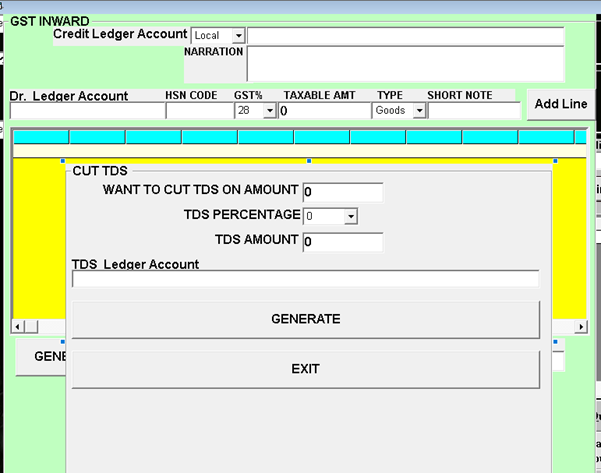 GST INWARD
Credit Ledger Account Local
NARRATION
Dr. Ledger Account HSN CODE GST% TAXABLE AMT TYPE SHORT NOTE
28 0 Goods Add Line
CUT TDS
WANT TO CUT TDS ON AMOUNT 0
TDS PERCENTAGE 0
TDS AMOUNT 0
TDS Ledger Account
GENERATE
GENE
EXIT